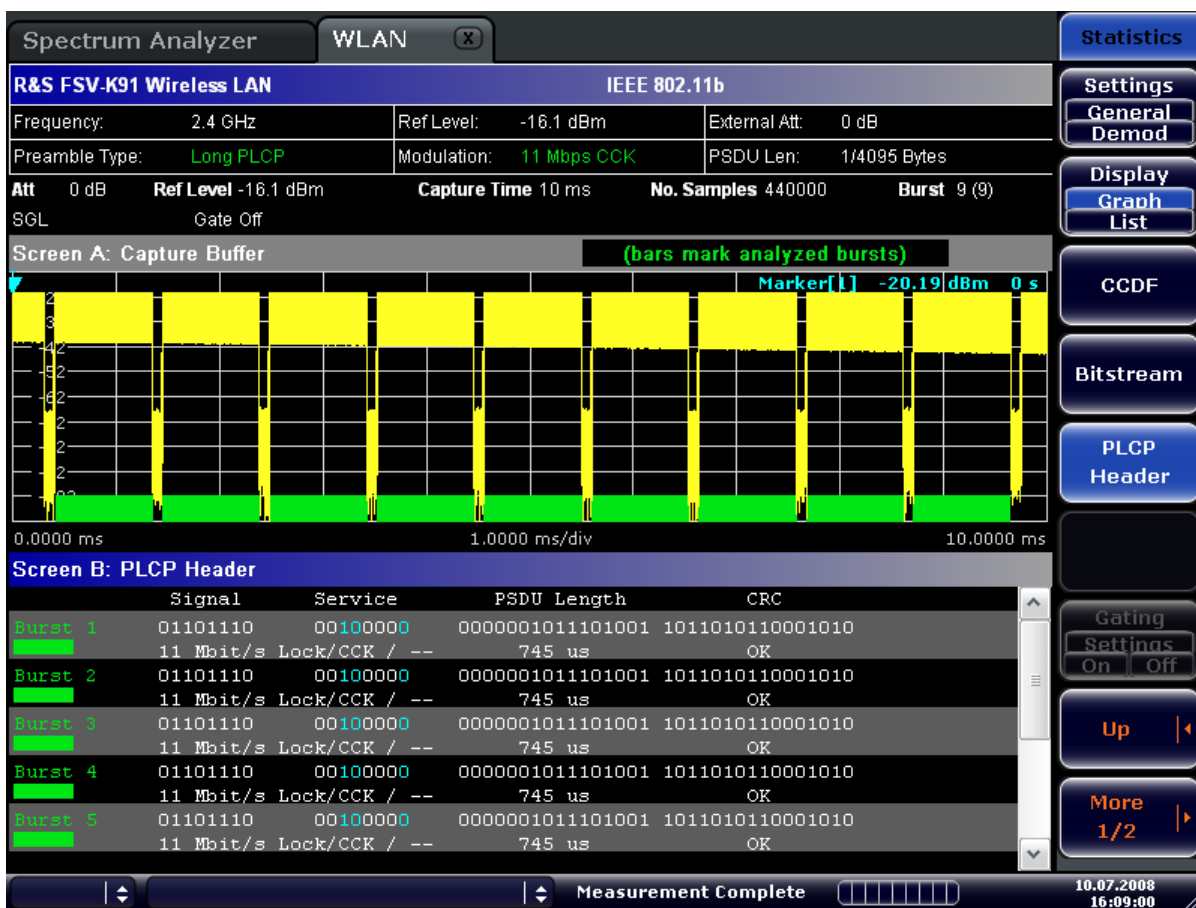 Spectrum Analyzer WLAN X
R&S FSV-K91 Wireless LAN IEEE 802.11b
Frequency: 2.4 GHz Ref Level: -16.1 dBm External Att: 0 dB
Preamble Type: Long PLCP Modulation: 11 Mbps CCK PSDU Len: 1/4095 Bytes
Att 0 dB Ref Level -16.1 dBm Capture Time 10 ms No. Samples 440000 Burst 9 (9)
SGL Gate Off
Screen A: Capture Buffer (bars mark analyzed bursts)
Marker[1] -20.19 dBm 0 s
-42
-52
-62
0.0000 ms 1.0000 ms/div 10.0000 ms
Screen B: PLCP Header
Signal Service PSDU Length CRC
Burst 1 01101110 00100000 0000001011101001 1011010110001010
11 Mbit/s Lock/CCK / -- 745 us OK
Burst 2 01101110 00100000 0000001011101001 1011010110001010
11 Mbit/s Lock/CCK / -- 745 us OK
Burst 3 01101110 00100000 0000001011101001 1011010110001010
11 Mbit/s Lock/CCK / -- 745 us OK
Burst 4 01101110 00100000 0000001011101001 1011010110001010
11 Mbit/s Lock/CCK / -- 745 us OK
Burst 5 01101110 00100000 0000001011101001 1011010110001010
11 Mbit/s Lock/CCK / -- 745 us OK
Measurement Complete
Statistics
Settings
General
Demod
Display
Graph
List
CCDF
Bitstream
PLCP
Header
Gating
Settings
On Off
Up
More
1/2
10.07.2008
16:09:00